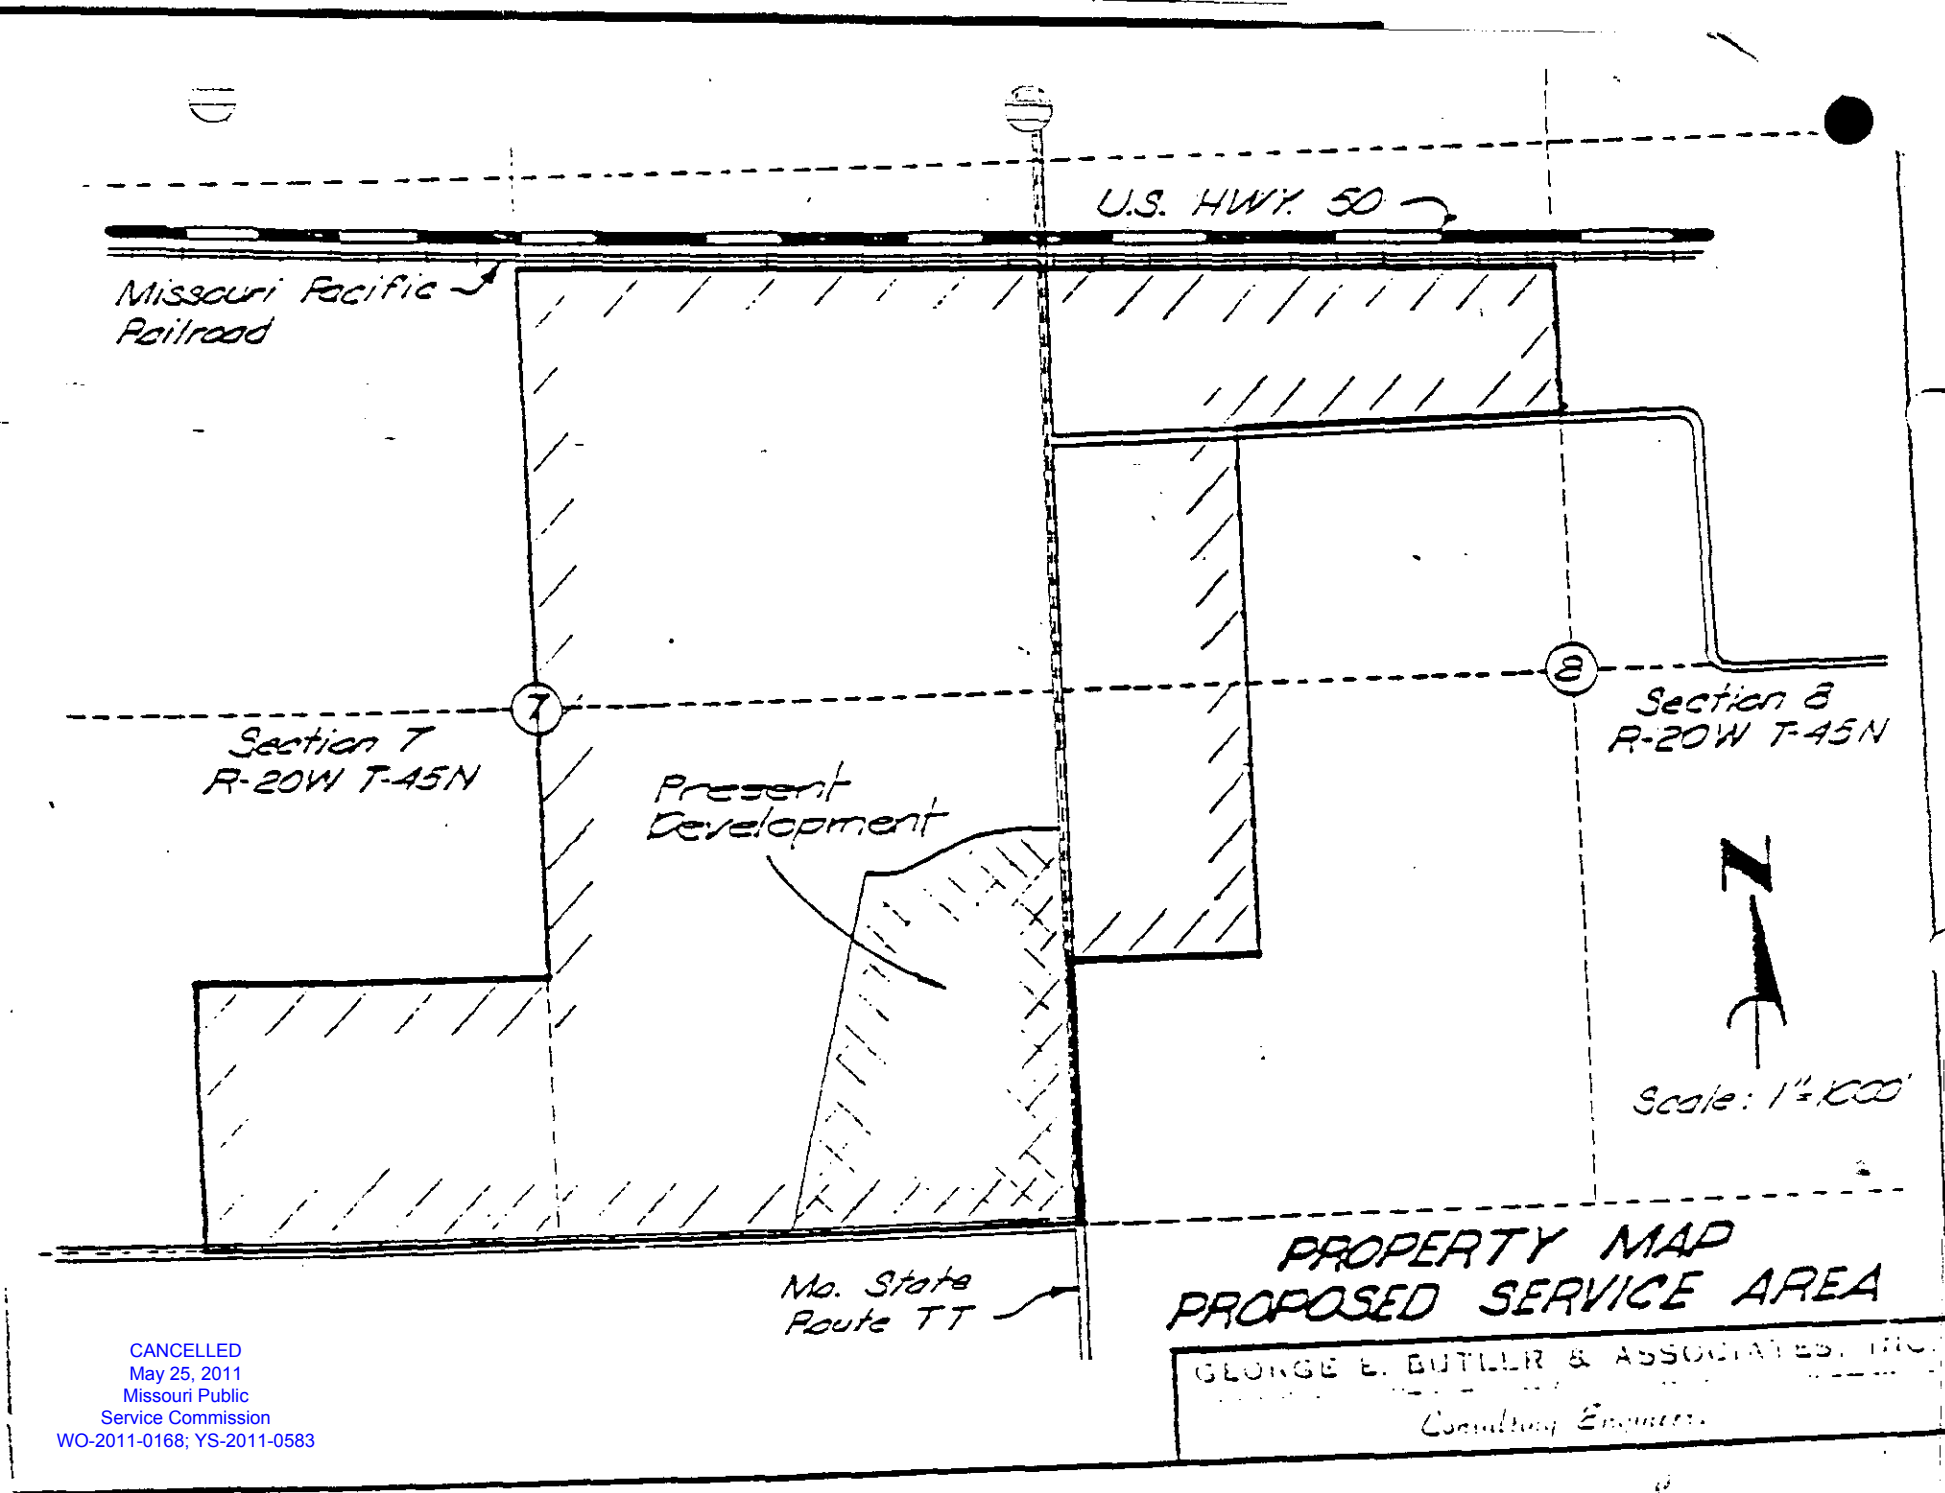 U.S. HWY. 50
Missouri Pacific
Railroad
7
8
Section 7
R-20W T-45N
Section 8
R-20W T-45N
Present
Development
N
Scale: 1"=1000'
Mo. State
Route TT
PROPERTY MAP
PROPOSED SERVICE AREA
GEORGE E. BUTLER & ASSOCIATES, INC.
Consulting Engineers
CANCELLED
May 25, 2011
Missouri Public
Service Commission
WO-2011-0168; YS-2011-0583